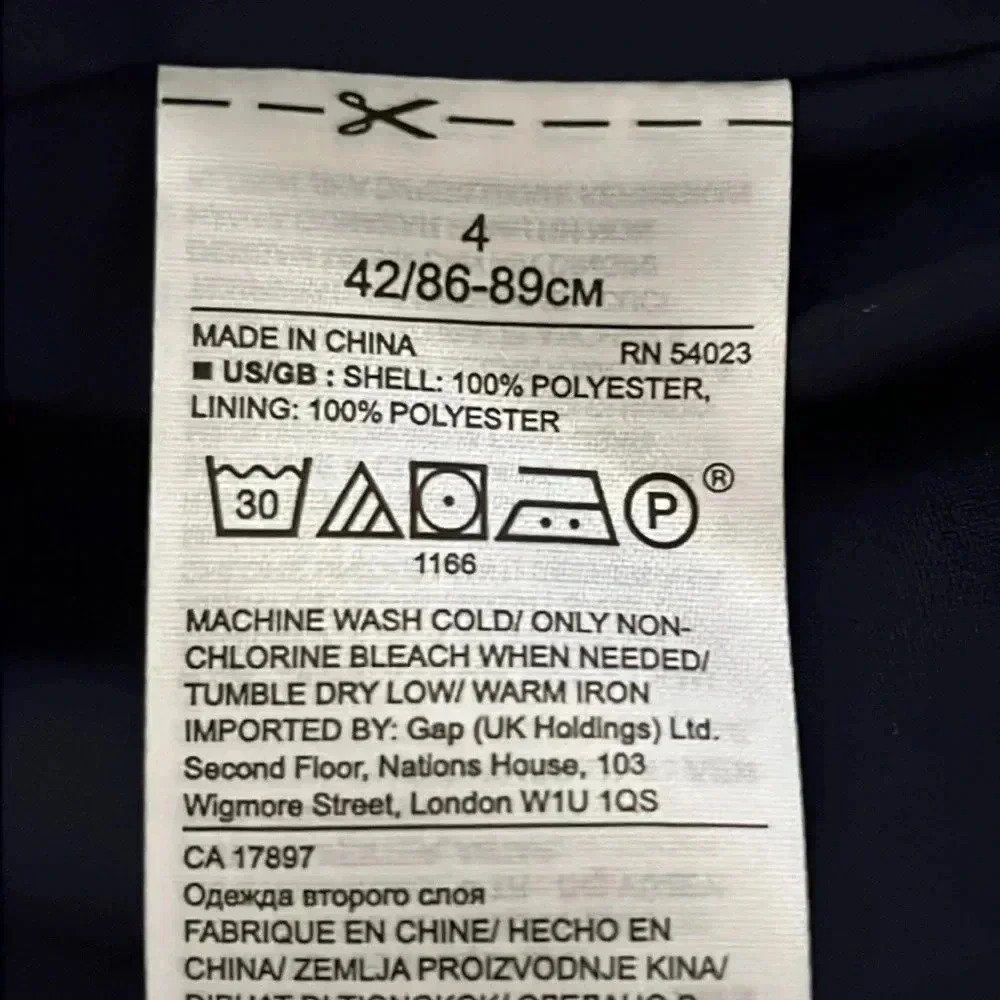 4
42/86-89CM
MADE IN CHINA RN 54023
■ US/GB : SHELL: 100% POLYESTER,
LINING: 100% POLYESTER
30 P ®
1166
MACHINE WASH COLD/ ONLY NON-
CHLORINE BLEACH WHEN NEEDED/
TUMBLE DRY LOW/ WARM IRON
IMPORTED BY: Gap (UK Holdings) Ltd.
Second Floor, Nations House, 103
Wigmore Street, London W1U 1QS
CA 17897
Одежда второго слоя
FABRIQUE EN CHINE/ HECHO EN
CHINA/ ZEMLJA PROIZVODNJE KINA/